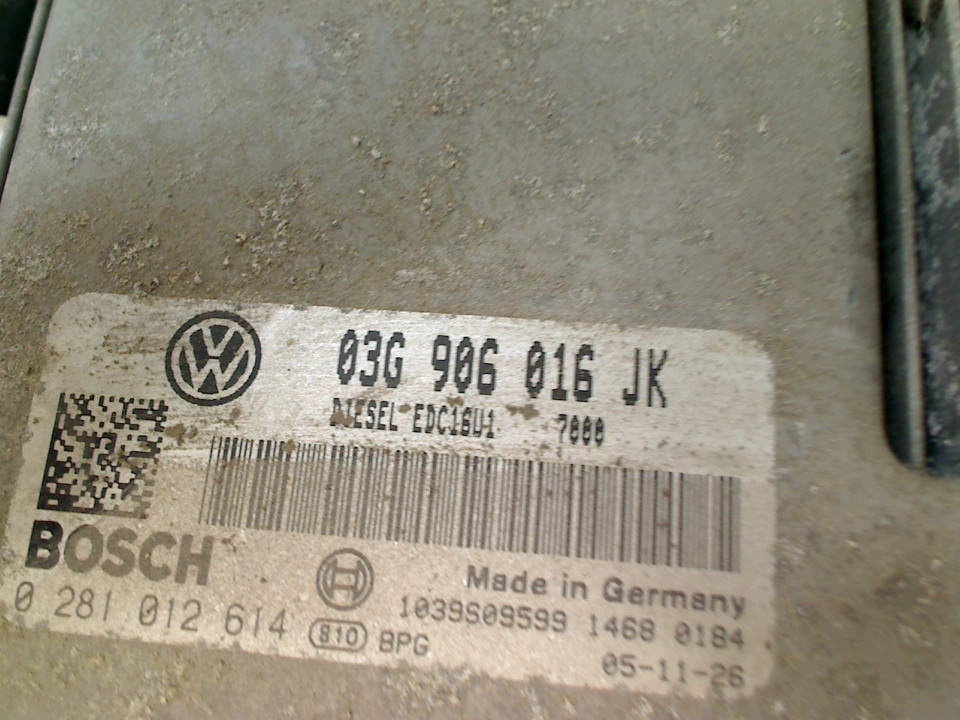 03G 906 016 JK
DIESEL EDC16U1 7000
BOSCH
Made in Germany
0 281 012 614
1039S09599 1468 0184
810 BPG
05-11-26